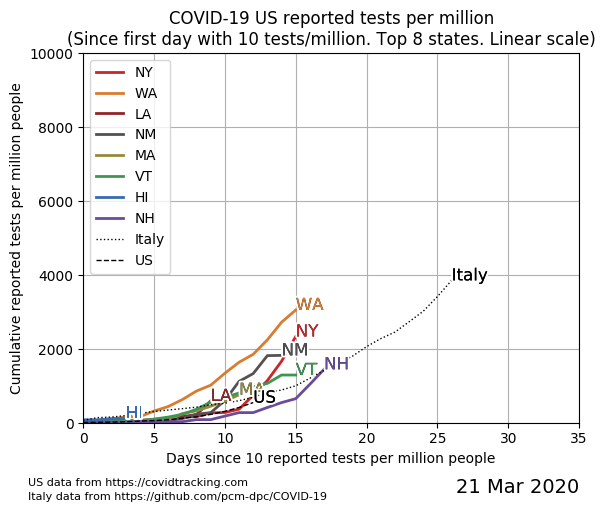 COVID-19 US reported tests per million
(Since first day with 10 tests/million. Top 8 states. Linear scale)
Cumulative reported tests per million people
10000
8000
6000
4000
2000
0
NY
WA
LA
NM
MA
VT
HI
NH
Italy
US
Italy
WA
NY
NM
VT
NH
MA
LA
US
HI
0 5 10 15 20 25 30 35
Days since 10 reported tests per million people
US data from https://covidtracking.com
Italy data from https://github.com/pcm-dpc/COVID-19
21 Mar 2020